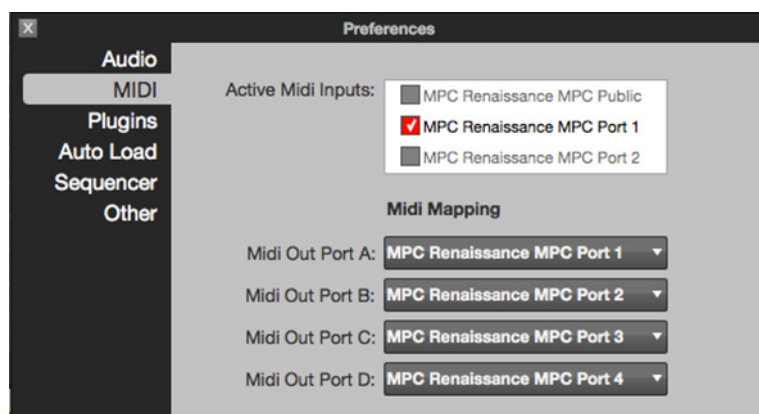 X
Preferences
Audio
MIDI
Plugins
Auto Load
Sequencer
Other
Active Midi Inputs:
MPC Renaissance MPC Public
MPC Renaissance MPC Port 1
MPC Renaissance MPC Port 2
Midi Mapping
Midi Out Port A: MPC Renaissance MPC Port 1
Midi Out Port B: MPC Renaissance MPC Port 2
Midi Out Port C: MPC Renaissance MPC Port 3
Midi Out Port D: MPC Renaissance MPC Port 4